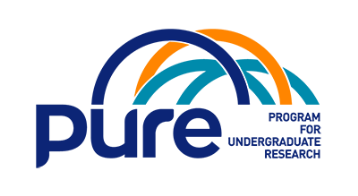 pure
PROGRAM
FOR
UNDERGRADUATE
RESEARCH